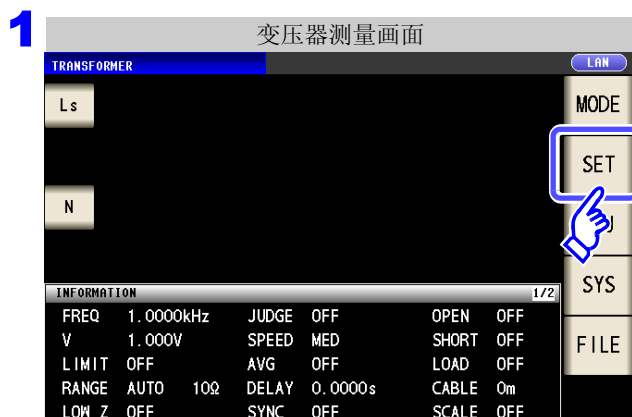 1
变压器测量画面
TRANSFORMER
LAN
Ls
MODE
SET
N
SYS
INFORMATION 1/2
FREQ 1.0000kHz JUDGE OFF OPEN OFF
V 1.000V SPEED MED SHORT OFF
FILE
LIMIT OFF AVG OFF LOAD OFF
RANGE AUTO 10Ω DELAY 0.0000s CABLE 0m
LOW Z OFF SYNC OFF SCALE OFF